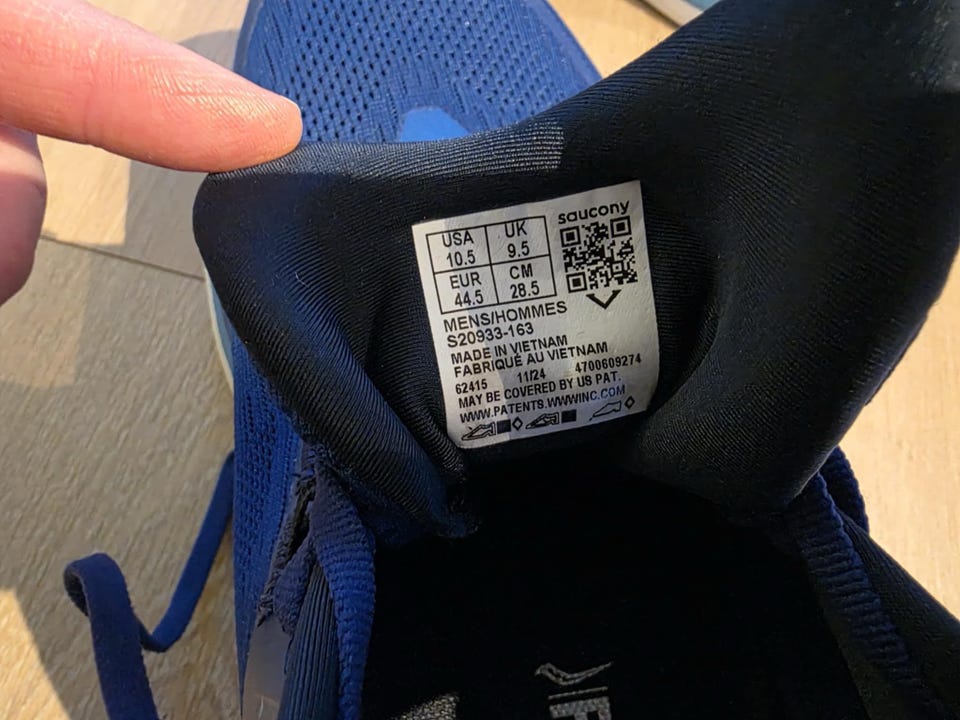 saucony
USA UK
10.5 9.5
EUR CM
44.5 28.5
MENS/HOMMES
S20933-163
MADE IN VIETNAM
FABRIQUÉ AU VIETNAM
62415 11/24 4700609274
MAY BE COVERED BY US PAT.
WWW.PATENTS.WWWINC.COM